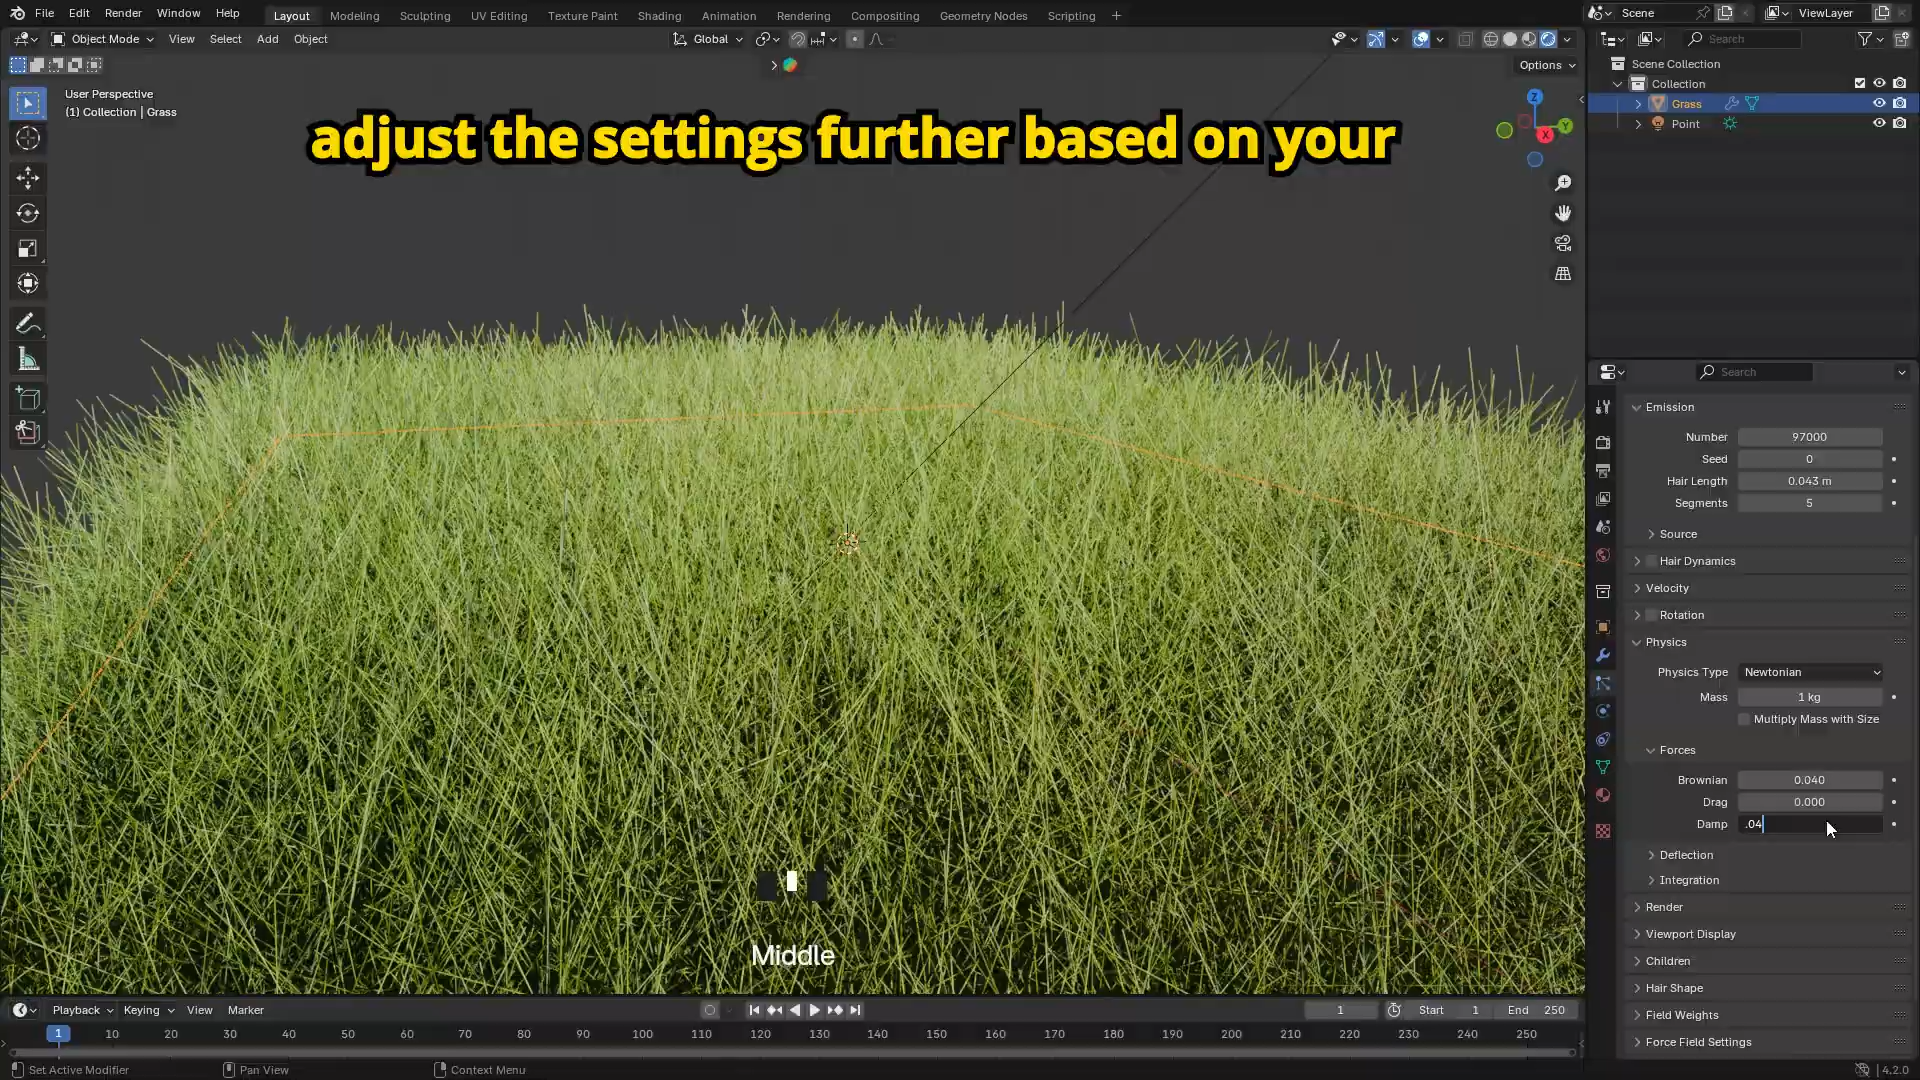 File Edit Render Window Help Layout Modeling Sculpting UV Editing Texture Paint Shading Animation Rendering Compositing Geometry Nodes Scripting + Scene ViewLayer
Object Mode View Select Add Object Global Search
Options
User Perspective
(1) Collection | Grass
adjust the settings further based on your
Z
Y
X
Middle
Scene Collection
Collection
Grass
Point
Search
Emission
Number 97000
Seed 0
Hair Length 0.043 m
Segments 5
Source
Hair Dynamics
Velocity
Rotation
Physics
Physics Type Newtonian
Mass 1 kg
Multiply Mass with Size
Forces
Brownian 0.040
Drag 0.000
Damp .04
Deflection
Integration
Render
Viewport Display
Children
Hair Shape
Field Weights
Force Field Settings
Playback Keying View Marker 1 Start 1 End 250
1 10 20 30 40 50 60 70 80 90 100 110 120 130 140 150 160 170 180 190 200 210 220 230 240 250
Set Active Modifier Pan View Context Menu 4.2.0